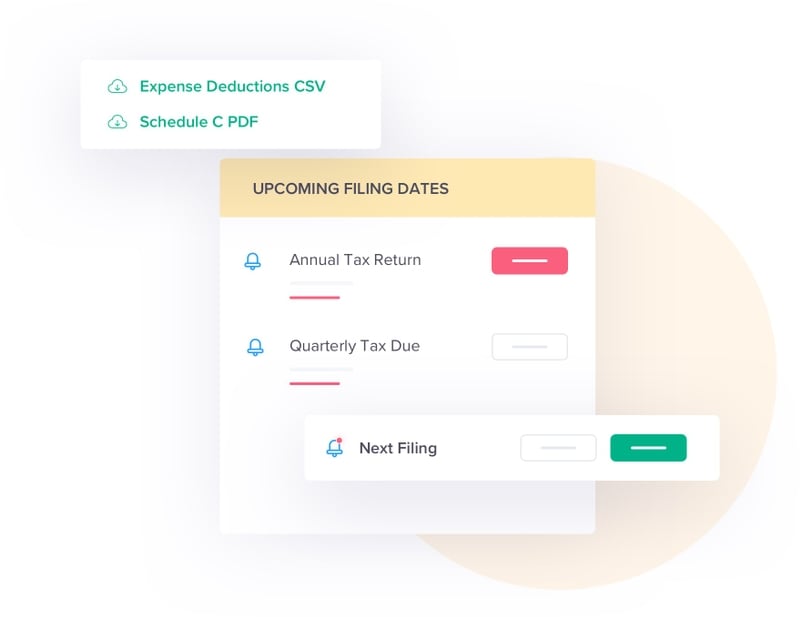 Expense Deductions CSV
Schedule C PDF
UPCOMING FILING DATES
Annual Tax Return
Quarterly Tax Due
Next Filing